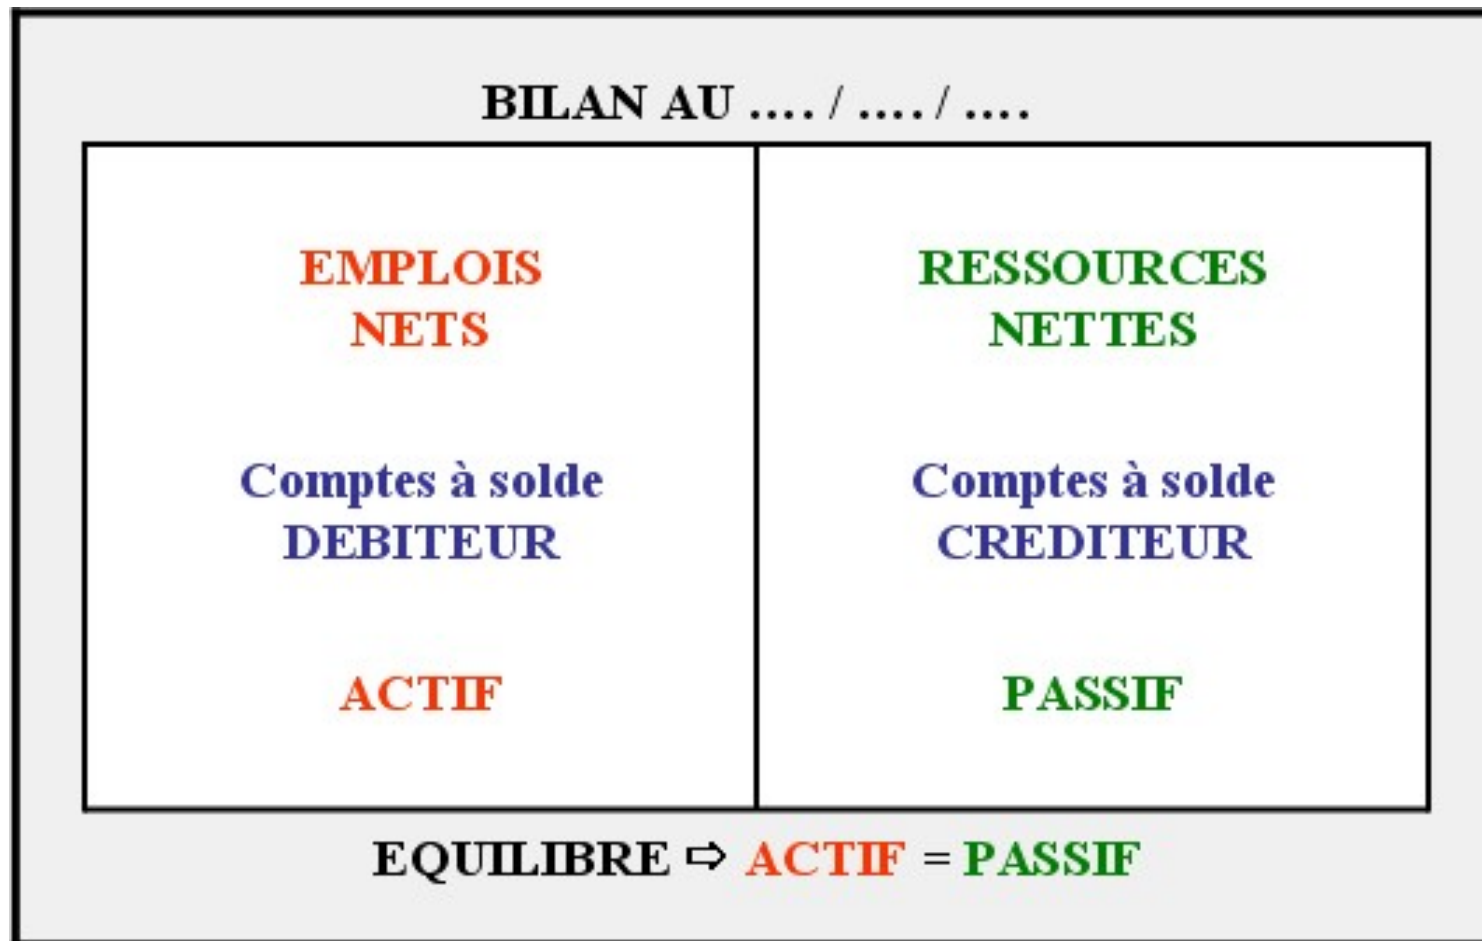 BILAN AU .... / .... / ....
EMPLOIS
NETS
Comptes à solde
DEBITEUR
ACTIF
RESSOURCES
NETTES
Comptes à solde
CREDITEUR
PASSIF
EQUILIBRE ⇨ ACTIF = PASSIF